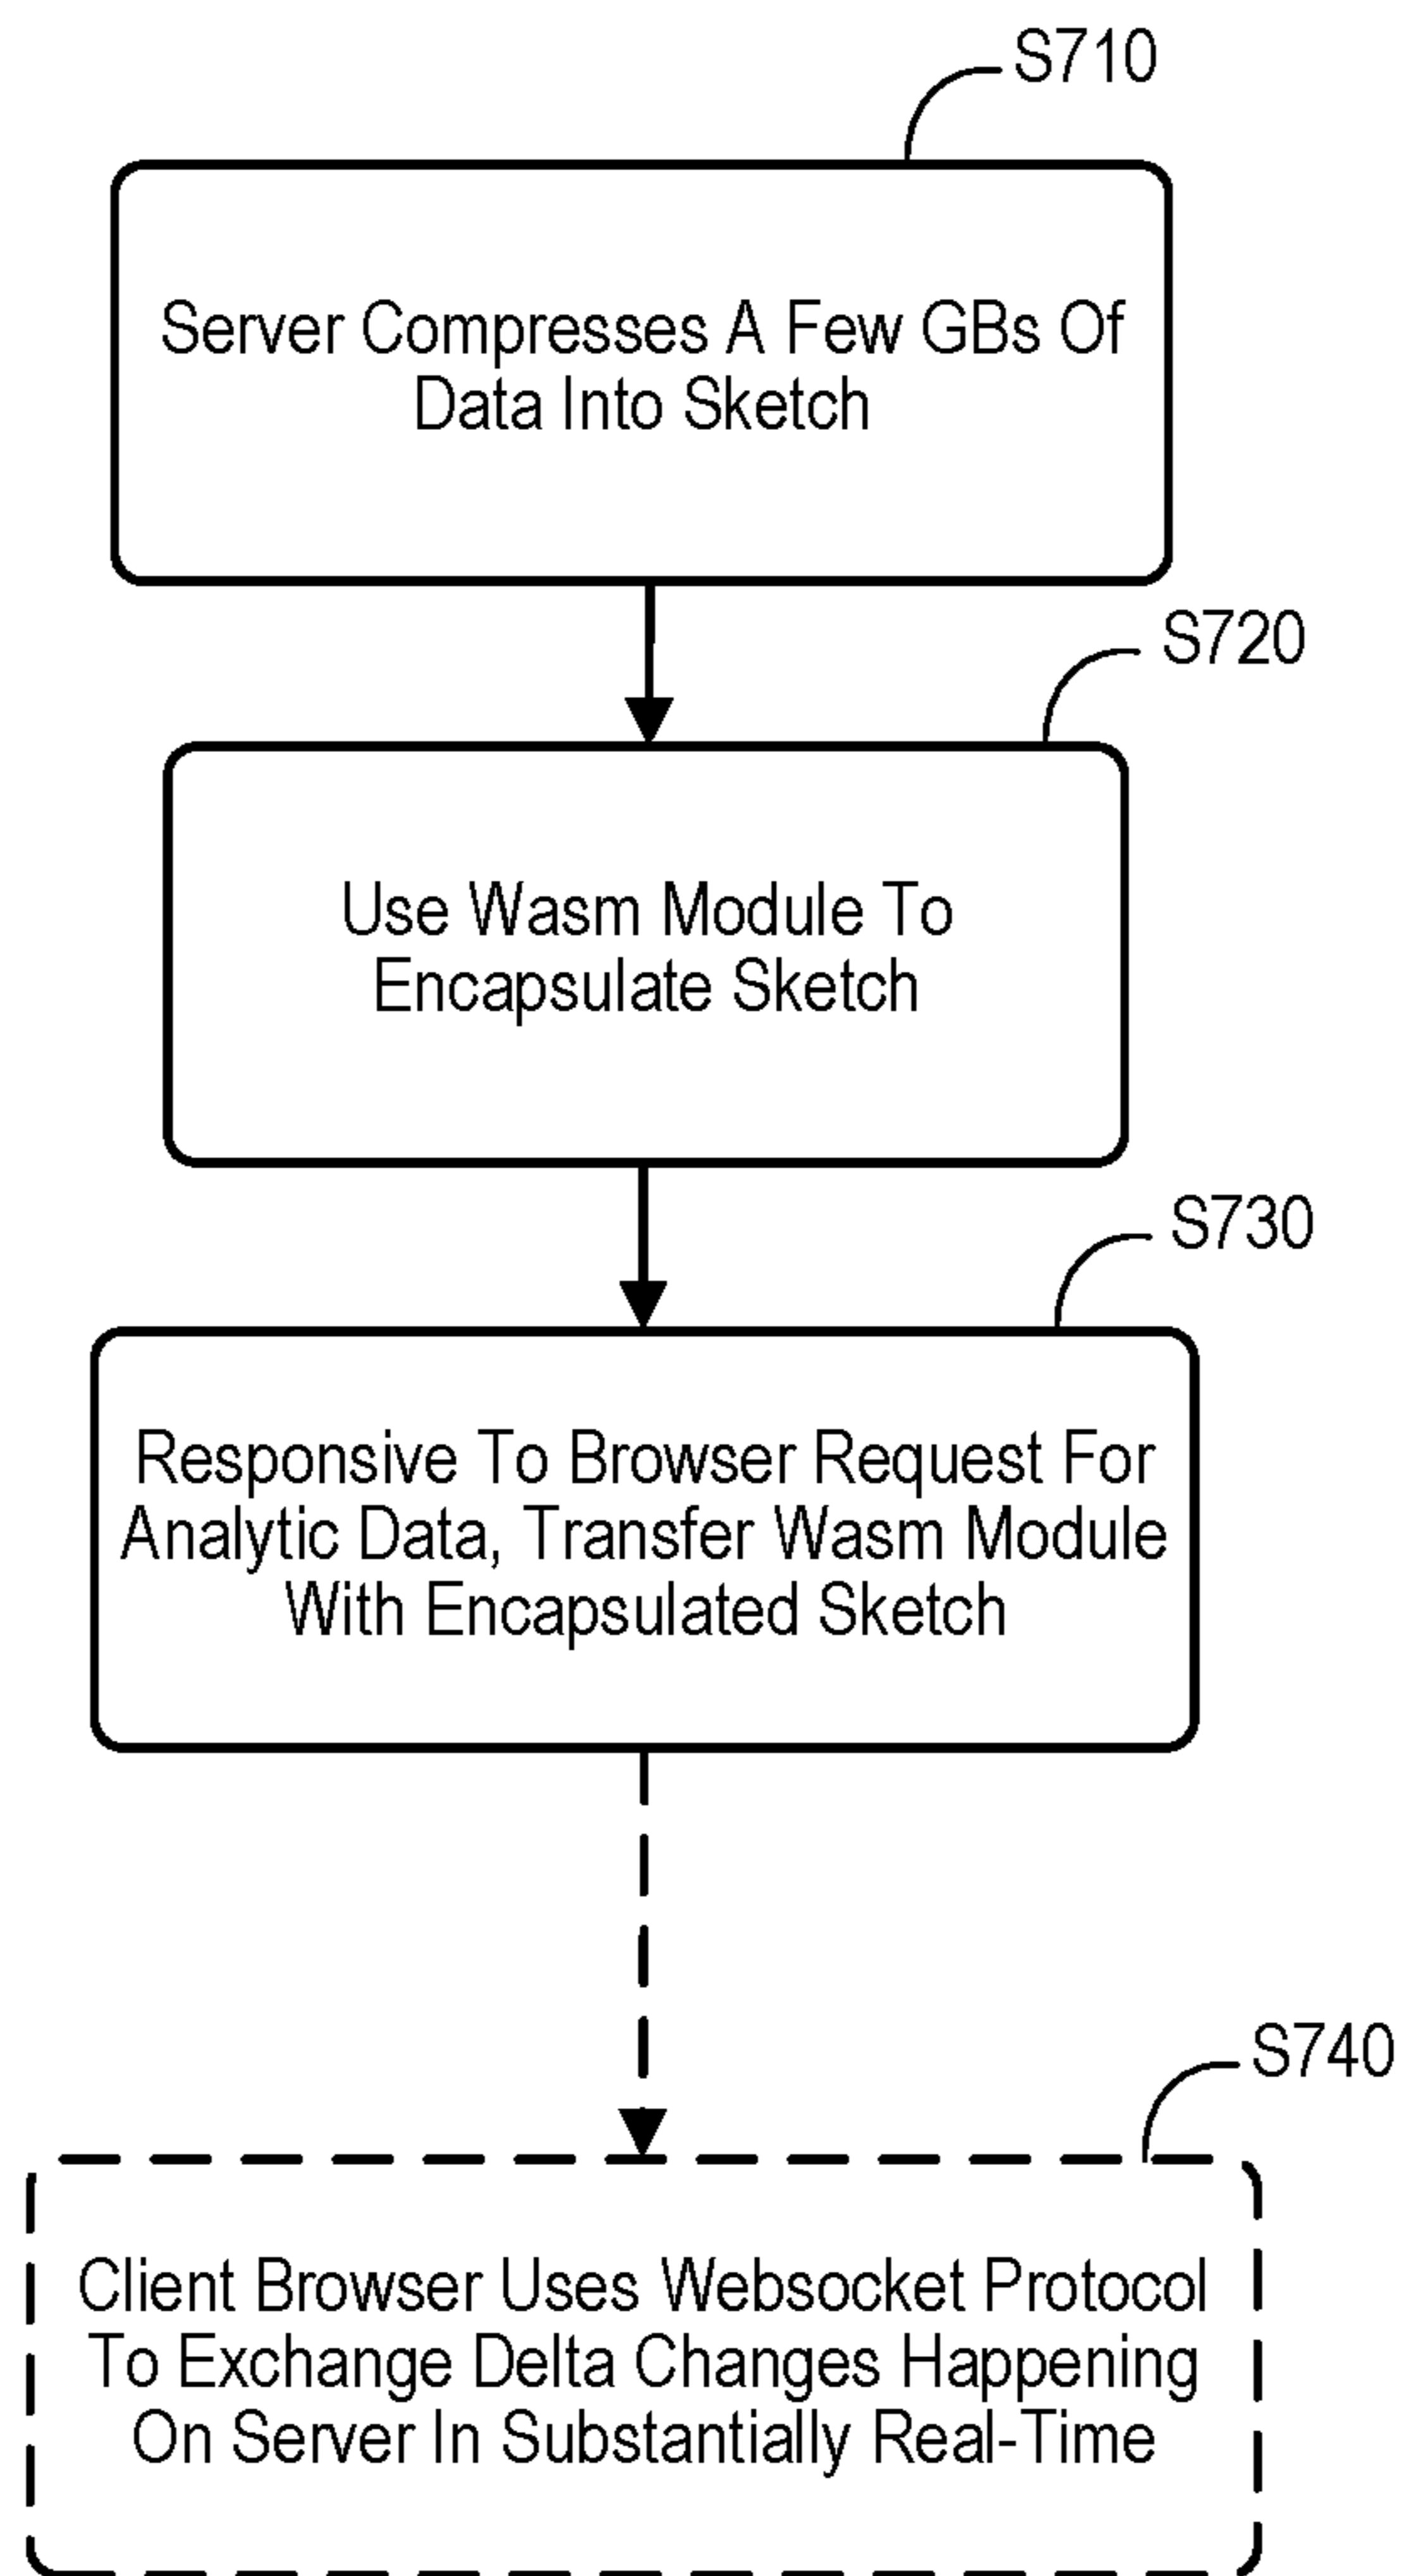 S710
Server Compresses A Few GBs Of
Data Into Sketch
S720
Use Wasm Module To
Encapsulate Sketch
S730
Responsive To Browser Request For
Analytic Data, Transfer Wasm Module
With Encapsulated Sketch
S740
Client Browser Uses Websocket Protocol
To Exchange Delta Changes Happening
On Server In Substantially Real-Time